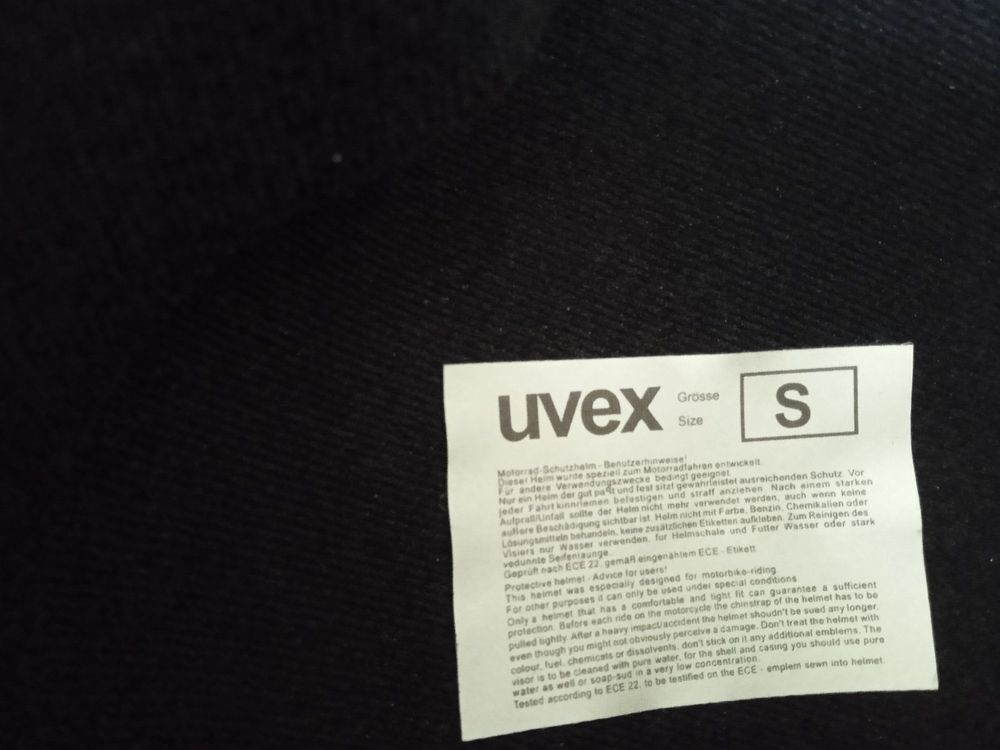 uvex
Grösse
Size
S
Motorrad-Schutzhelm - Benutzerhinweise!
Dieser Helm wurde speziell zum Motorradfahren entwickelt.
Für andere Verwendungszwecke bedingt geeignet.
Nur ein Helm der gut paßt und fest sitzt gewährleistet ausreichenden Schutz. Vor
jeder Fahrt kinnriemen befestigen und straff anziehen. Nach einem starken
Aufprall/Unfall sollte der Helm nicht mehr verwendet werden, auch wenn keine
äußere Beschädigung sichtbar ist. Helm nicht mit Farbe, Benzin, Chemikalien oder
Lösungsmitteln behandeln, keine zusätzlichen Etiketten aufkleben. Zum Reinigen des
Visiers nur Wasser verwenden, für Helmschale und Futter Wasser oder stark
vedunnte Seifenlaunge.
Geprüft nach ECE 22, gemäß eingenähtem ECE - Etikett.
Protective helmet - Advice for users!
This helmet was especially designed for motorbike-riding.
For other purposes it can only be used under special conditions
Only a helmet that has a comfortable and tight fit can guarantee a sufficient
protection. Before each ride on the motorcycle the chinstrap of the helmet has to be
pulled tightly. After a heavy impact/accident the helmet shoudn't be sued any longer,
even though you might not obviously perceive a damage. Don't treat the helmet with
colour, fuel, chemicals or dissolvents, don't stick on it any additional emblems. The
visor is to be cleaned with pure water, for the shell and casing you should use pure
water as well or soap-sud in a very low concentration.
Tested according to ECE 22, to be testified on the ECE - emplem sewn into helmet.